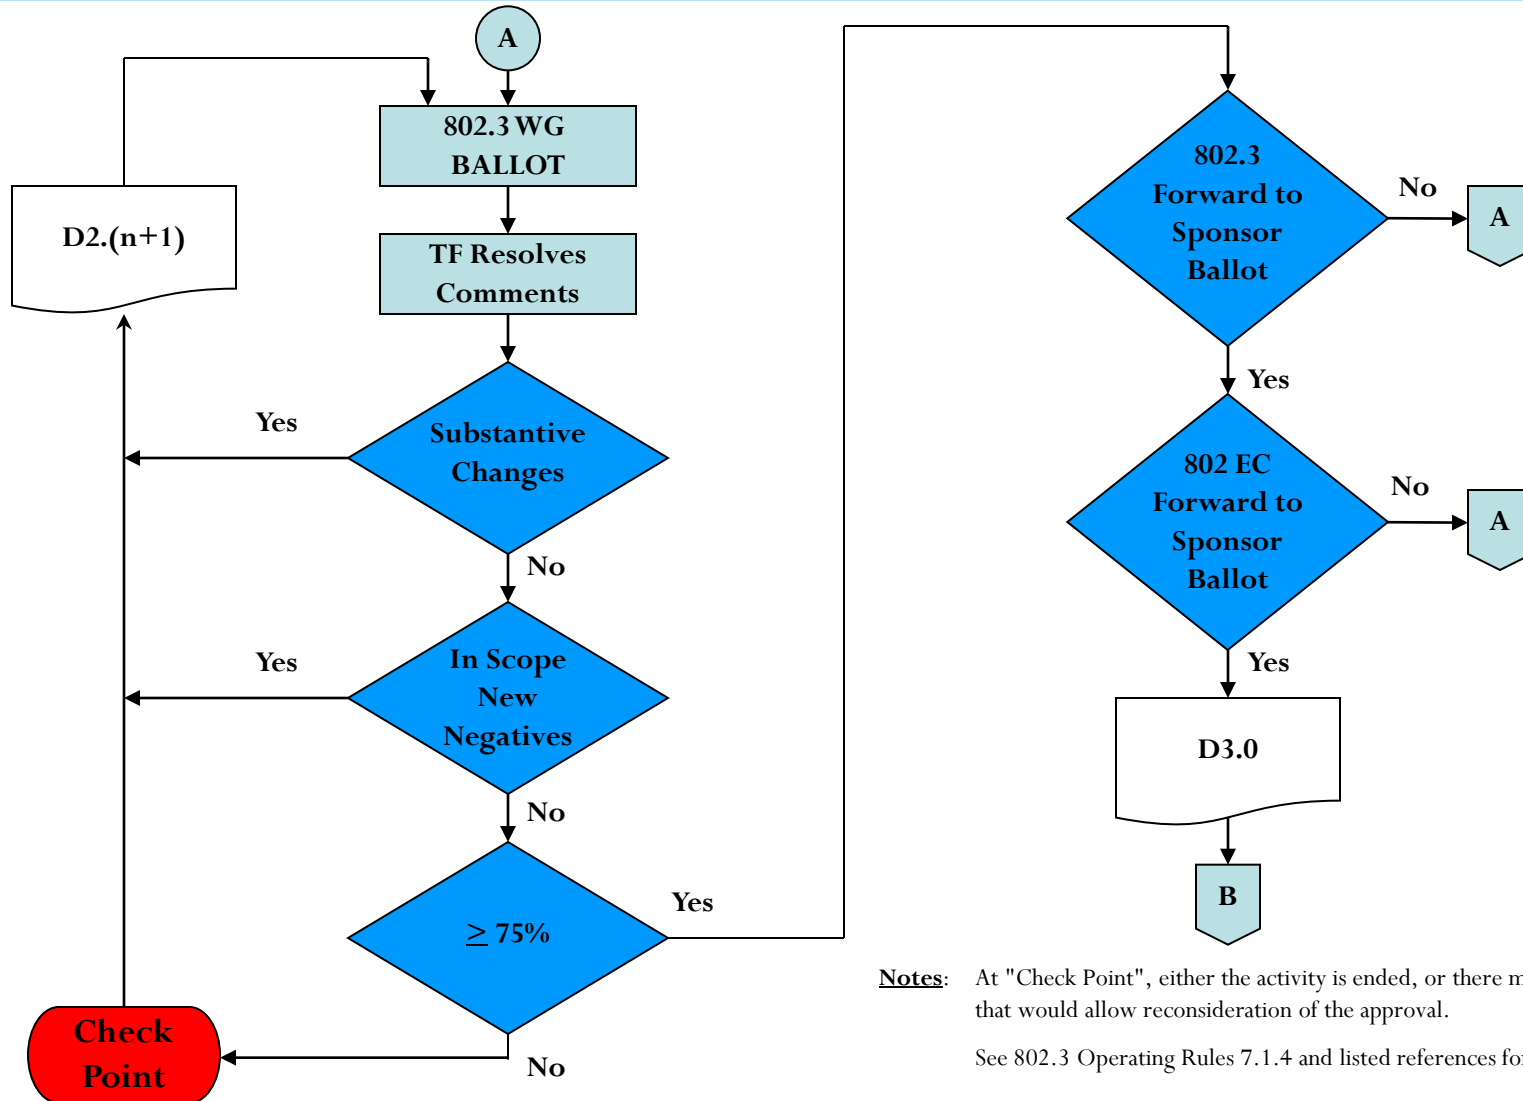 A
802.3 WG
BALLOT
D2.(n+1)
TF Resolves
Comments
Yes
Substantive
Changes
No
Yes
In Scope
New
Negatives
No
≥ 75%
Yes
No
Check
Point
802.3
Forward to
Sponsor
Ballot
No
A
Yes
802 EC
Forward to
Sponsor
Ballot
No
A
Yes
D3.0
B
Notes: At "Check Point", either the activity is ended, or there
that would allow reconsideration of the approval.
See 802.3 Operating Rules 7.1.4 and listed references